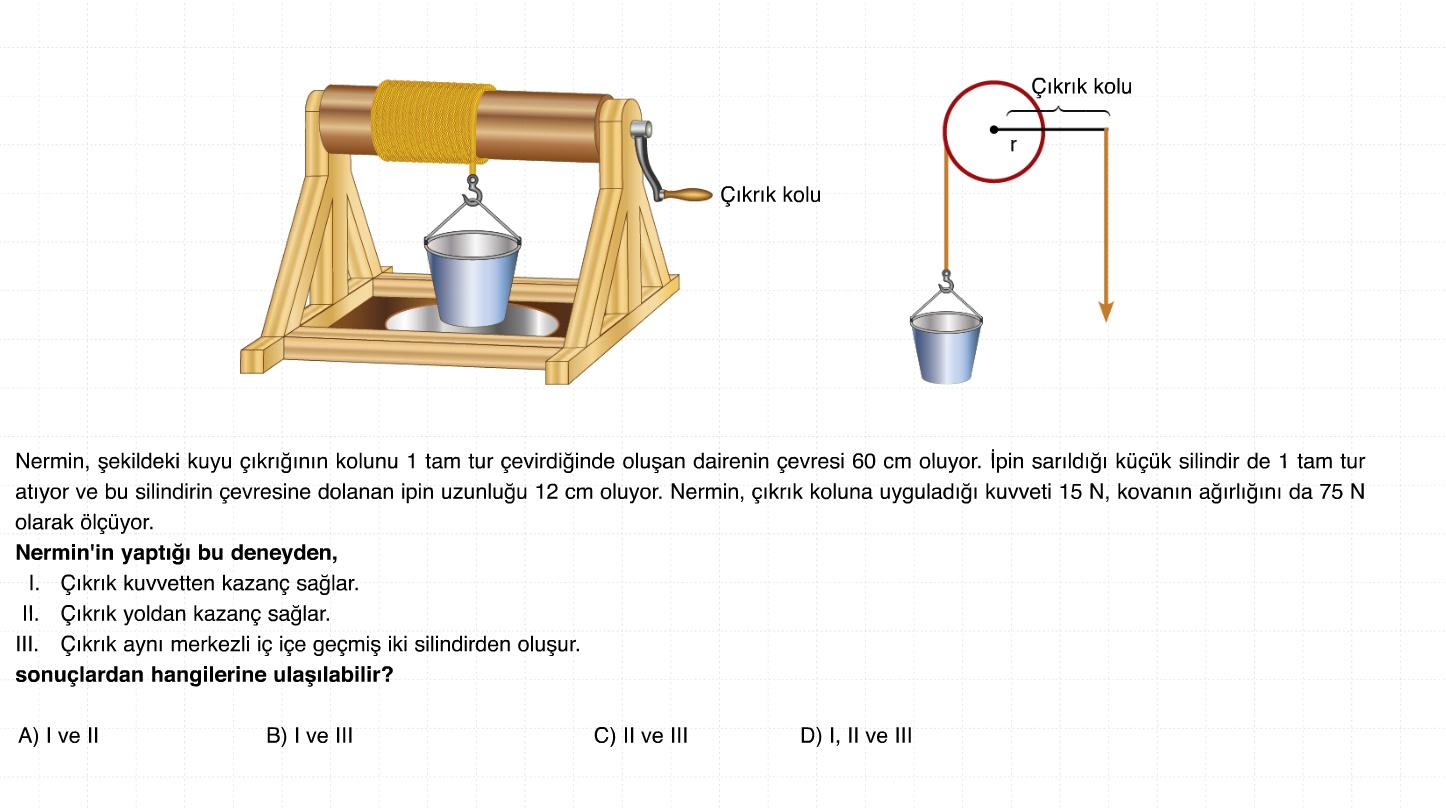 Çıkrık kolu
Çıkrık kolu
r
Nermin, şekildeki kuyu çıkrığının kolunu 1 tam tur çevirdiğinde oluşan dairenin çevresi 60 cm oluyor. İpin sarıldığı küçük silindir de 1 tam tur
atıyor ve bu silindirin çevresine dolanan ipin uzunluğu 12 cm oluyor. Nermin, çıkrık koluna uyguladığı kuvveti 15 N, kovanın ağırlığını da 75 N
olarak ölçüyor.
Nermin'in yaptığı bu deneyden,
I. Çıkrık kuvvetten kazanç sağlar.
II. Çıkrık yoldan kazanç sağlar.
III. Çıkrık aynı merkezli iç içe geçmiş iki silindirden oluşur.
sonuçlardan hangilerine ulaşılabilir?
A) I ve II B) I ve III C) II ve III D) I, II ve III